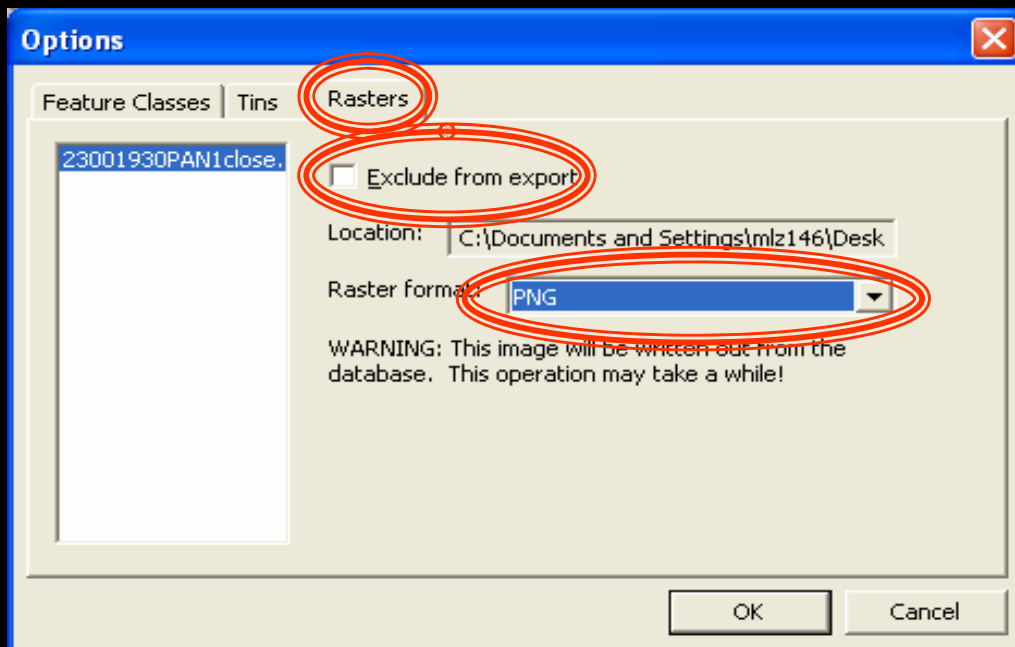 Options
Feature Classes Tins Rasters
23001930PAN1close.
Exclude from export
Location: C:\Documents and Settings\mlz146\Desk
Raster format: PNG
WARNING: This image will be written out from the
database. This operation may take a while!
OK Cancel